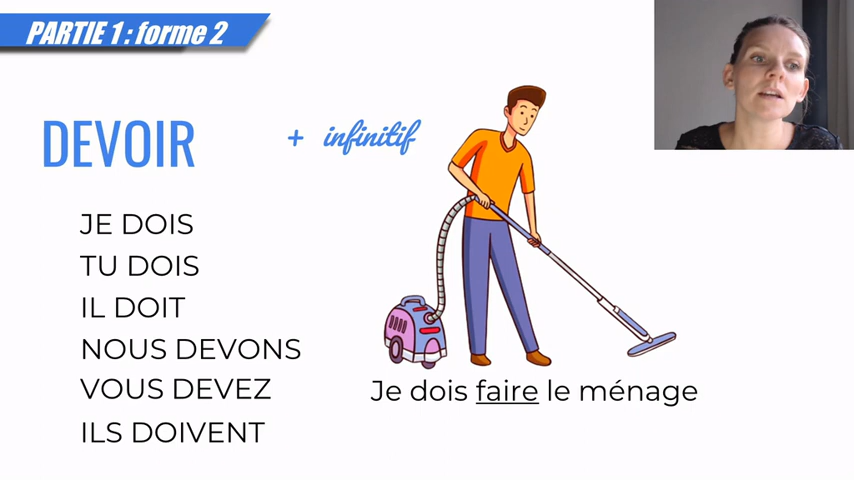 PARTIE 1 : forme 2
DEVOIR + infinitif
JE DOIS
TU DOIS
IL DOIT
NOUS DEVONS
VOUS DEVEZ
ILS DOIVENT
Je dois faire le ménage